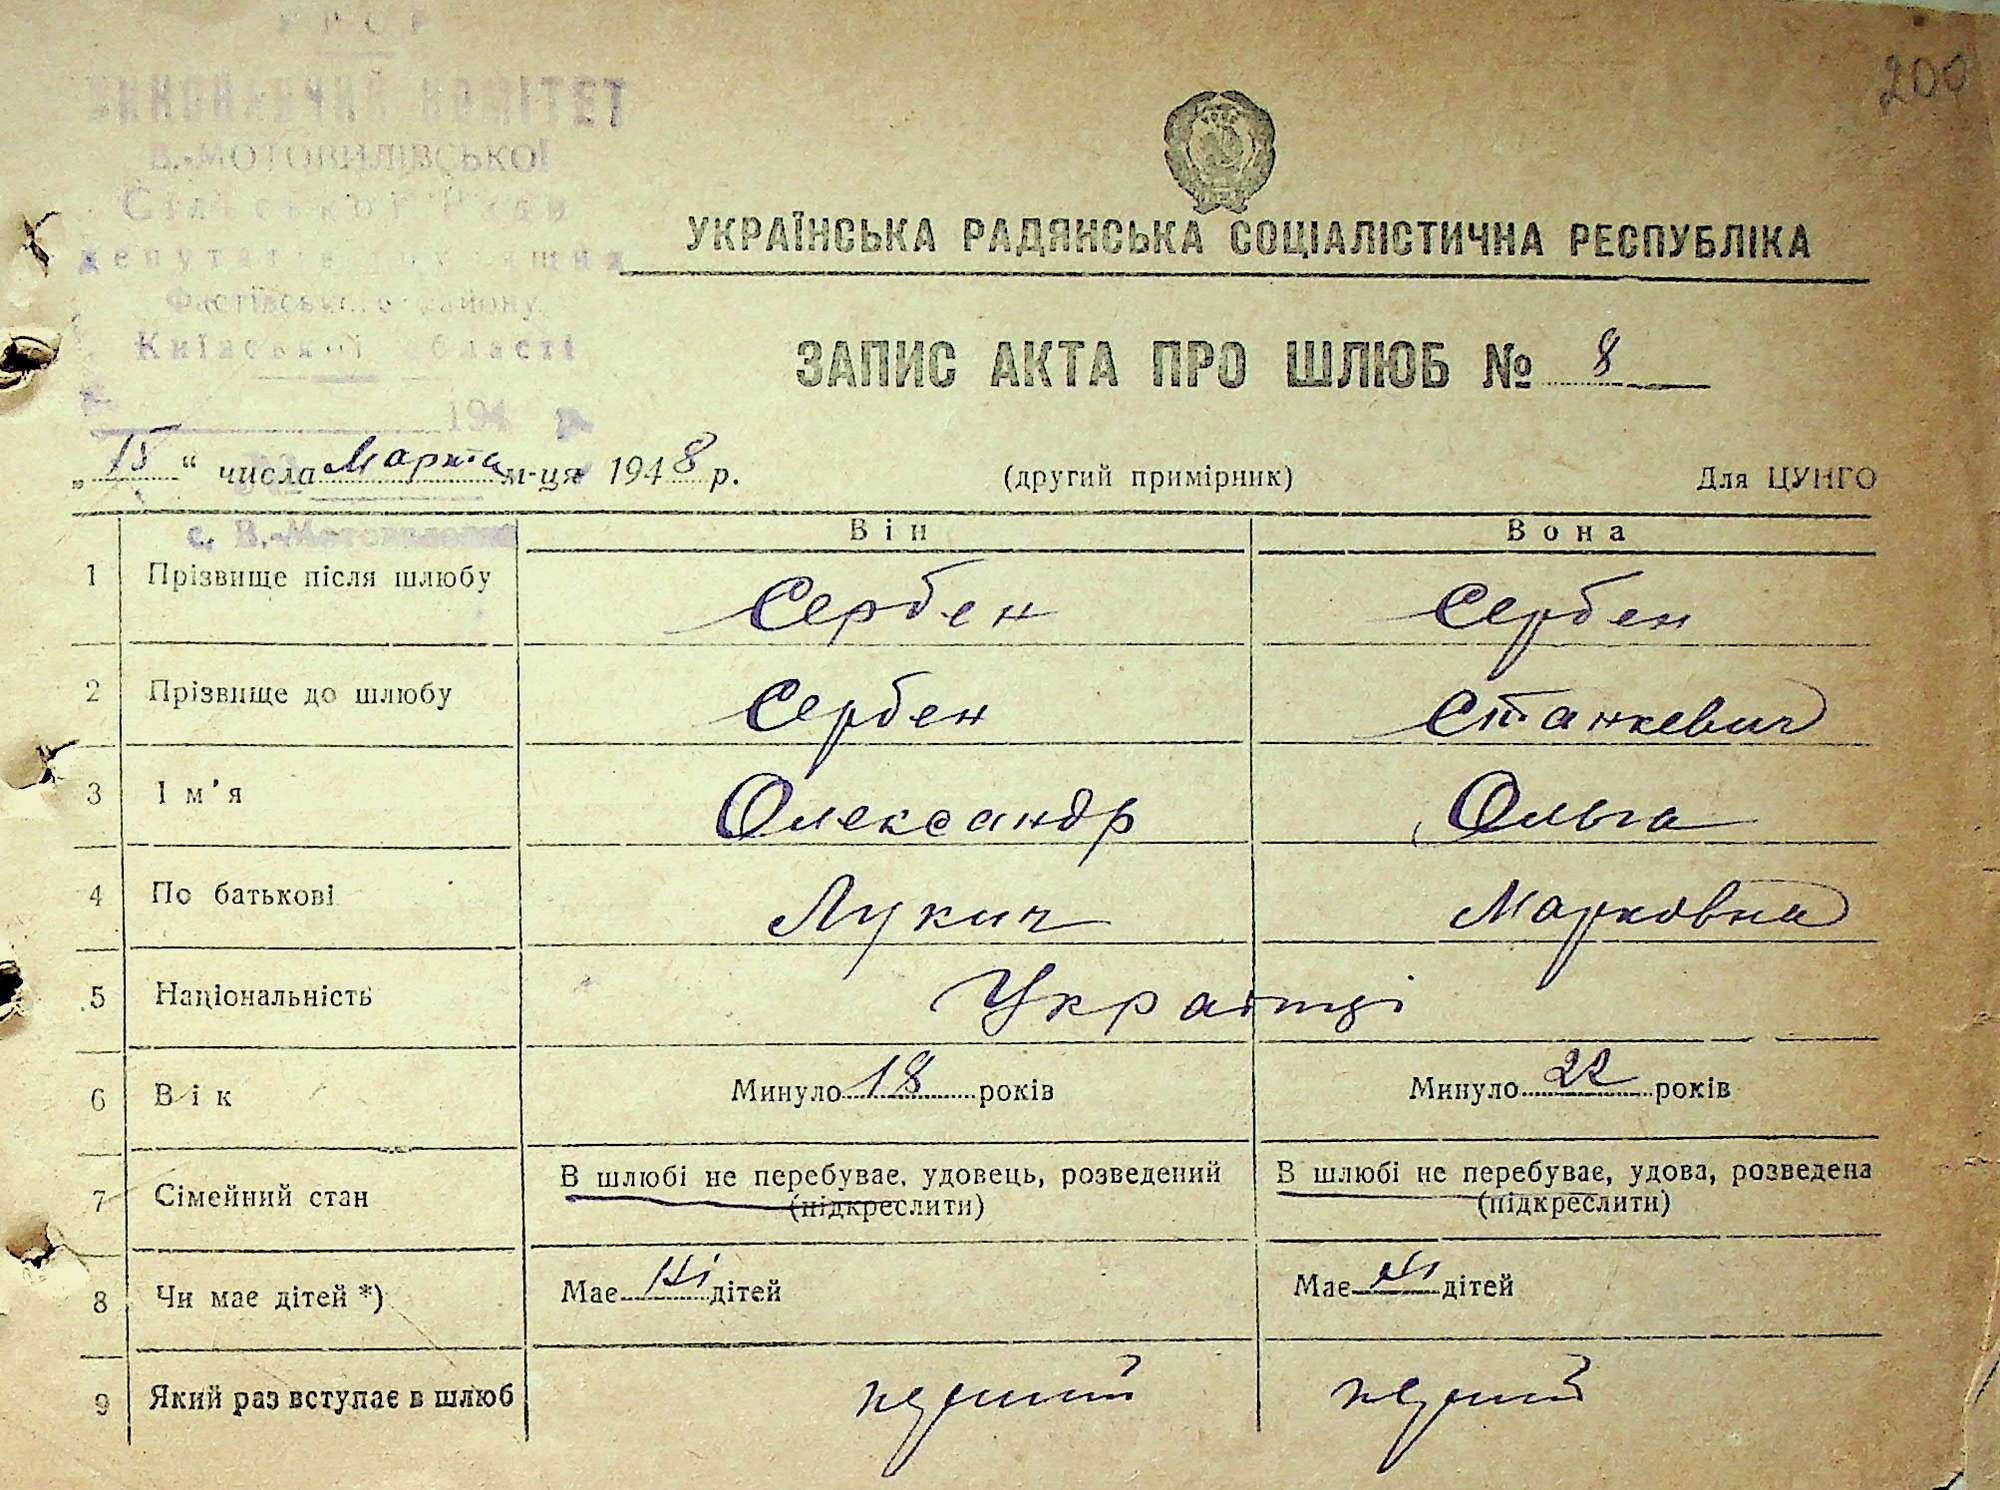 200
УРСР
ВИКОНАВЧИЙ КОМІТЕТ
В.-МОТОВИЛІВСЬКОЇ
Сільської Ради
депутатів трудящих
Фастівського району
Київської області
194 р.
с. В.-Мотовилівка
УКРАЇНСЬКА РАДЯНСЬКА СОЦІАЛІСТИЧНА РЕСПУБЛІКА
ЗАПИС АКТА ПРО ШЛЮБ № 8
„15“ числа Марта м-ця 1948 р. (другий примірник) Для ЦУНГО
Він Вона
1 Прізвище після шлюбу Сербен Сербен
2 Прізвище до шлюбу Сербен Станкевич
3 Ім'я Олександр Ольга
4 По батькові Лукич Марковна
5 Національність Українці
6 Вік Минуло 18 років Минуло 22 років
7 Сімейний стан В шлюбі не перебуває, удовець, розведений В шлюбі не перебуває, удова, розведена
(підкреслити) (підкреслити)
8 Чи має дітей *) Має Ні дітей Має Ні дітей
9 Який раз вступає в шлюб перший перший